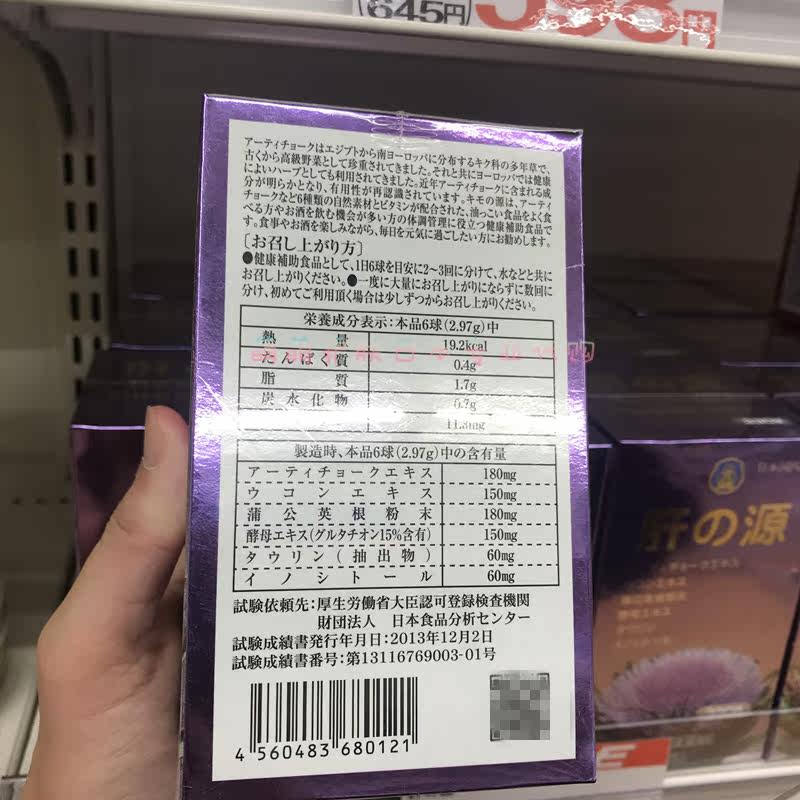 645円
アーティチョークはエジプトから南ヨーロッパに分布するキク科の多年草で、
古くから高級野菜として珍重されてきました。それと共にヨーロッパでは健康
によいハーブとしても利用されてきました。近年アーティチョークに含まれる成
分が明らかとなり、有用性が再認識されています。キモの源は、アーティ
チョークなど6種類の自然素材とビタミンが配合された、油っこい食品をよく食
べる方やお酒を飲む機会が多い方の体調管理に役立つ健康補助食品で
す。食事やお酒を楽しみながら、毎日を元気に過ごしたい方にお勧めします。
〔お召し上がり方〕
●健康補助食品として、1日6球を目安に2〜3回に分けて、水などと共に
お召し上がりください。●一度に大量にお召し上がりにならずに数回に
分け、初めてご利用頂く場合は少しずつからお召し上がりください。
栄養成分表示:本品6球(2.97g)中
熱量 19.2kcal
たんぱく質 0.4g
脂質 1.7g
炭水化物 0.7g
製造時、本品6球(2.97g)中の含有量
アーティチョークエキス 180mg
ウコンエキス 150mg
蒲公英根粉末 180mg
酵母エキス(グルタチオン15%含有) 150mg
タウリン(抽出物) 60mg
イノシトール 60mg
試験依頼先:厚生労働省大臣認可登録検査機関
財団法人 日本食品分析センター
試験成績書発行年月日:2013年12月2日
試験成績書番号:第13116769003-01号
4 560483 680121
肝の源